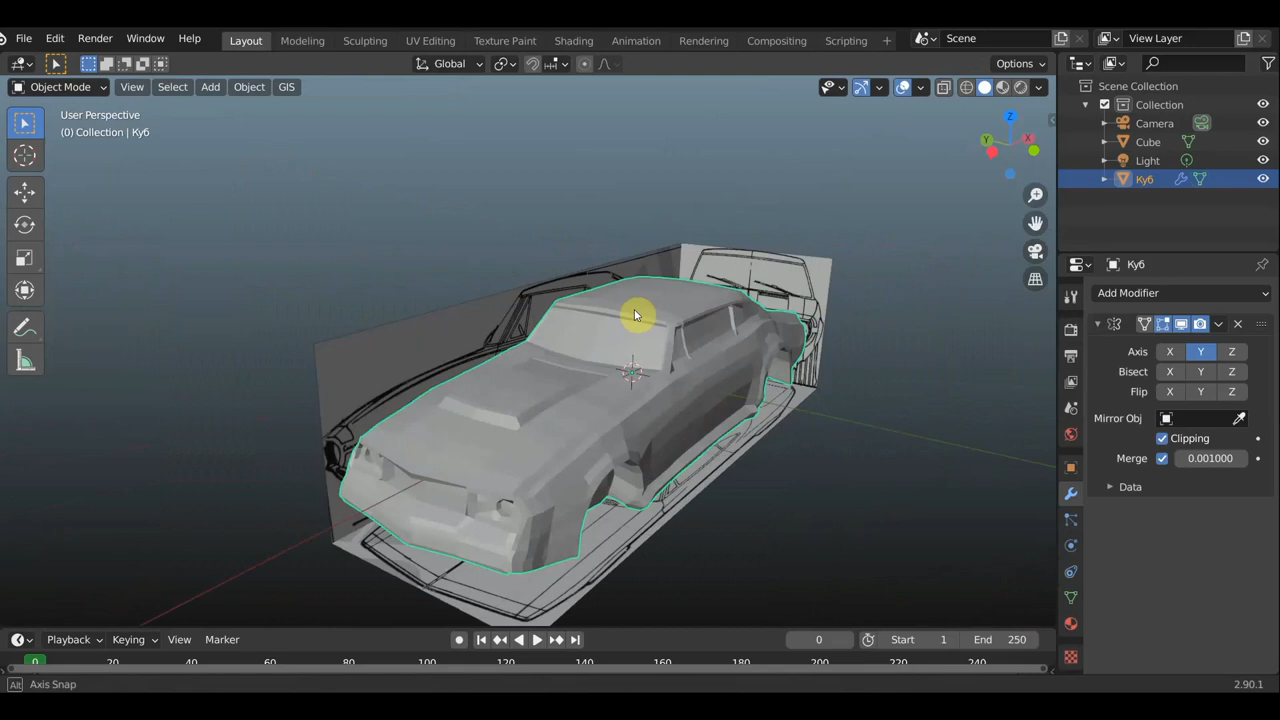 File Edit Render Window Help Layout Modeling Sculpting UV Editing Texture Paint Shading Animation Rendering Compositing Scripting + Scene View Layer
Global Options
Object Mode View Select Add Object GIS
User Perspective
(0) Collection | Куб
Z
Y
X
Scene Collection
Collection
Camera
Cube
Light
Куб
Куб
Add Modifier
Axis X Y Z
Bisect X Y Z
Flip X Y Z
Mirror Obj
Clipping
Merge 0.001000
Data
Playback Keying View Marker 0 Start 1 End 250
0 20 40 60 80 100 120 140 160 180 200 220 240
Alt Axis Snap 2.90.1